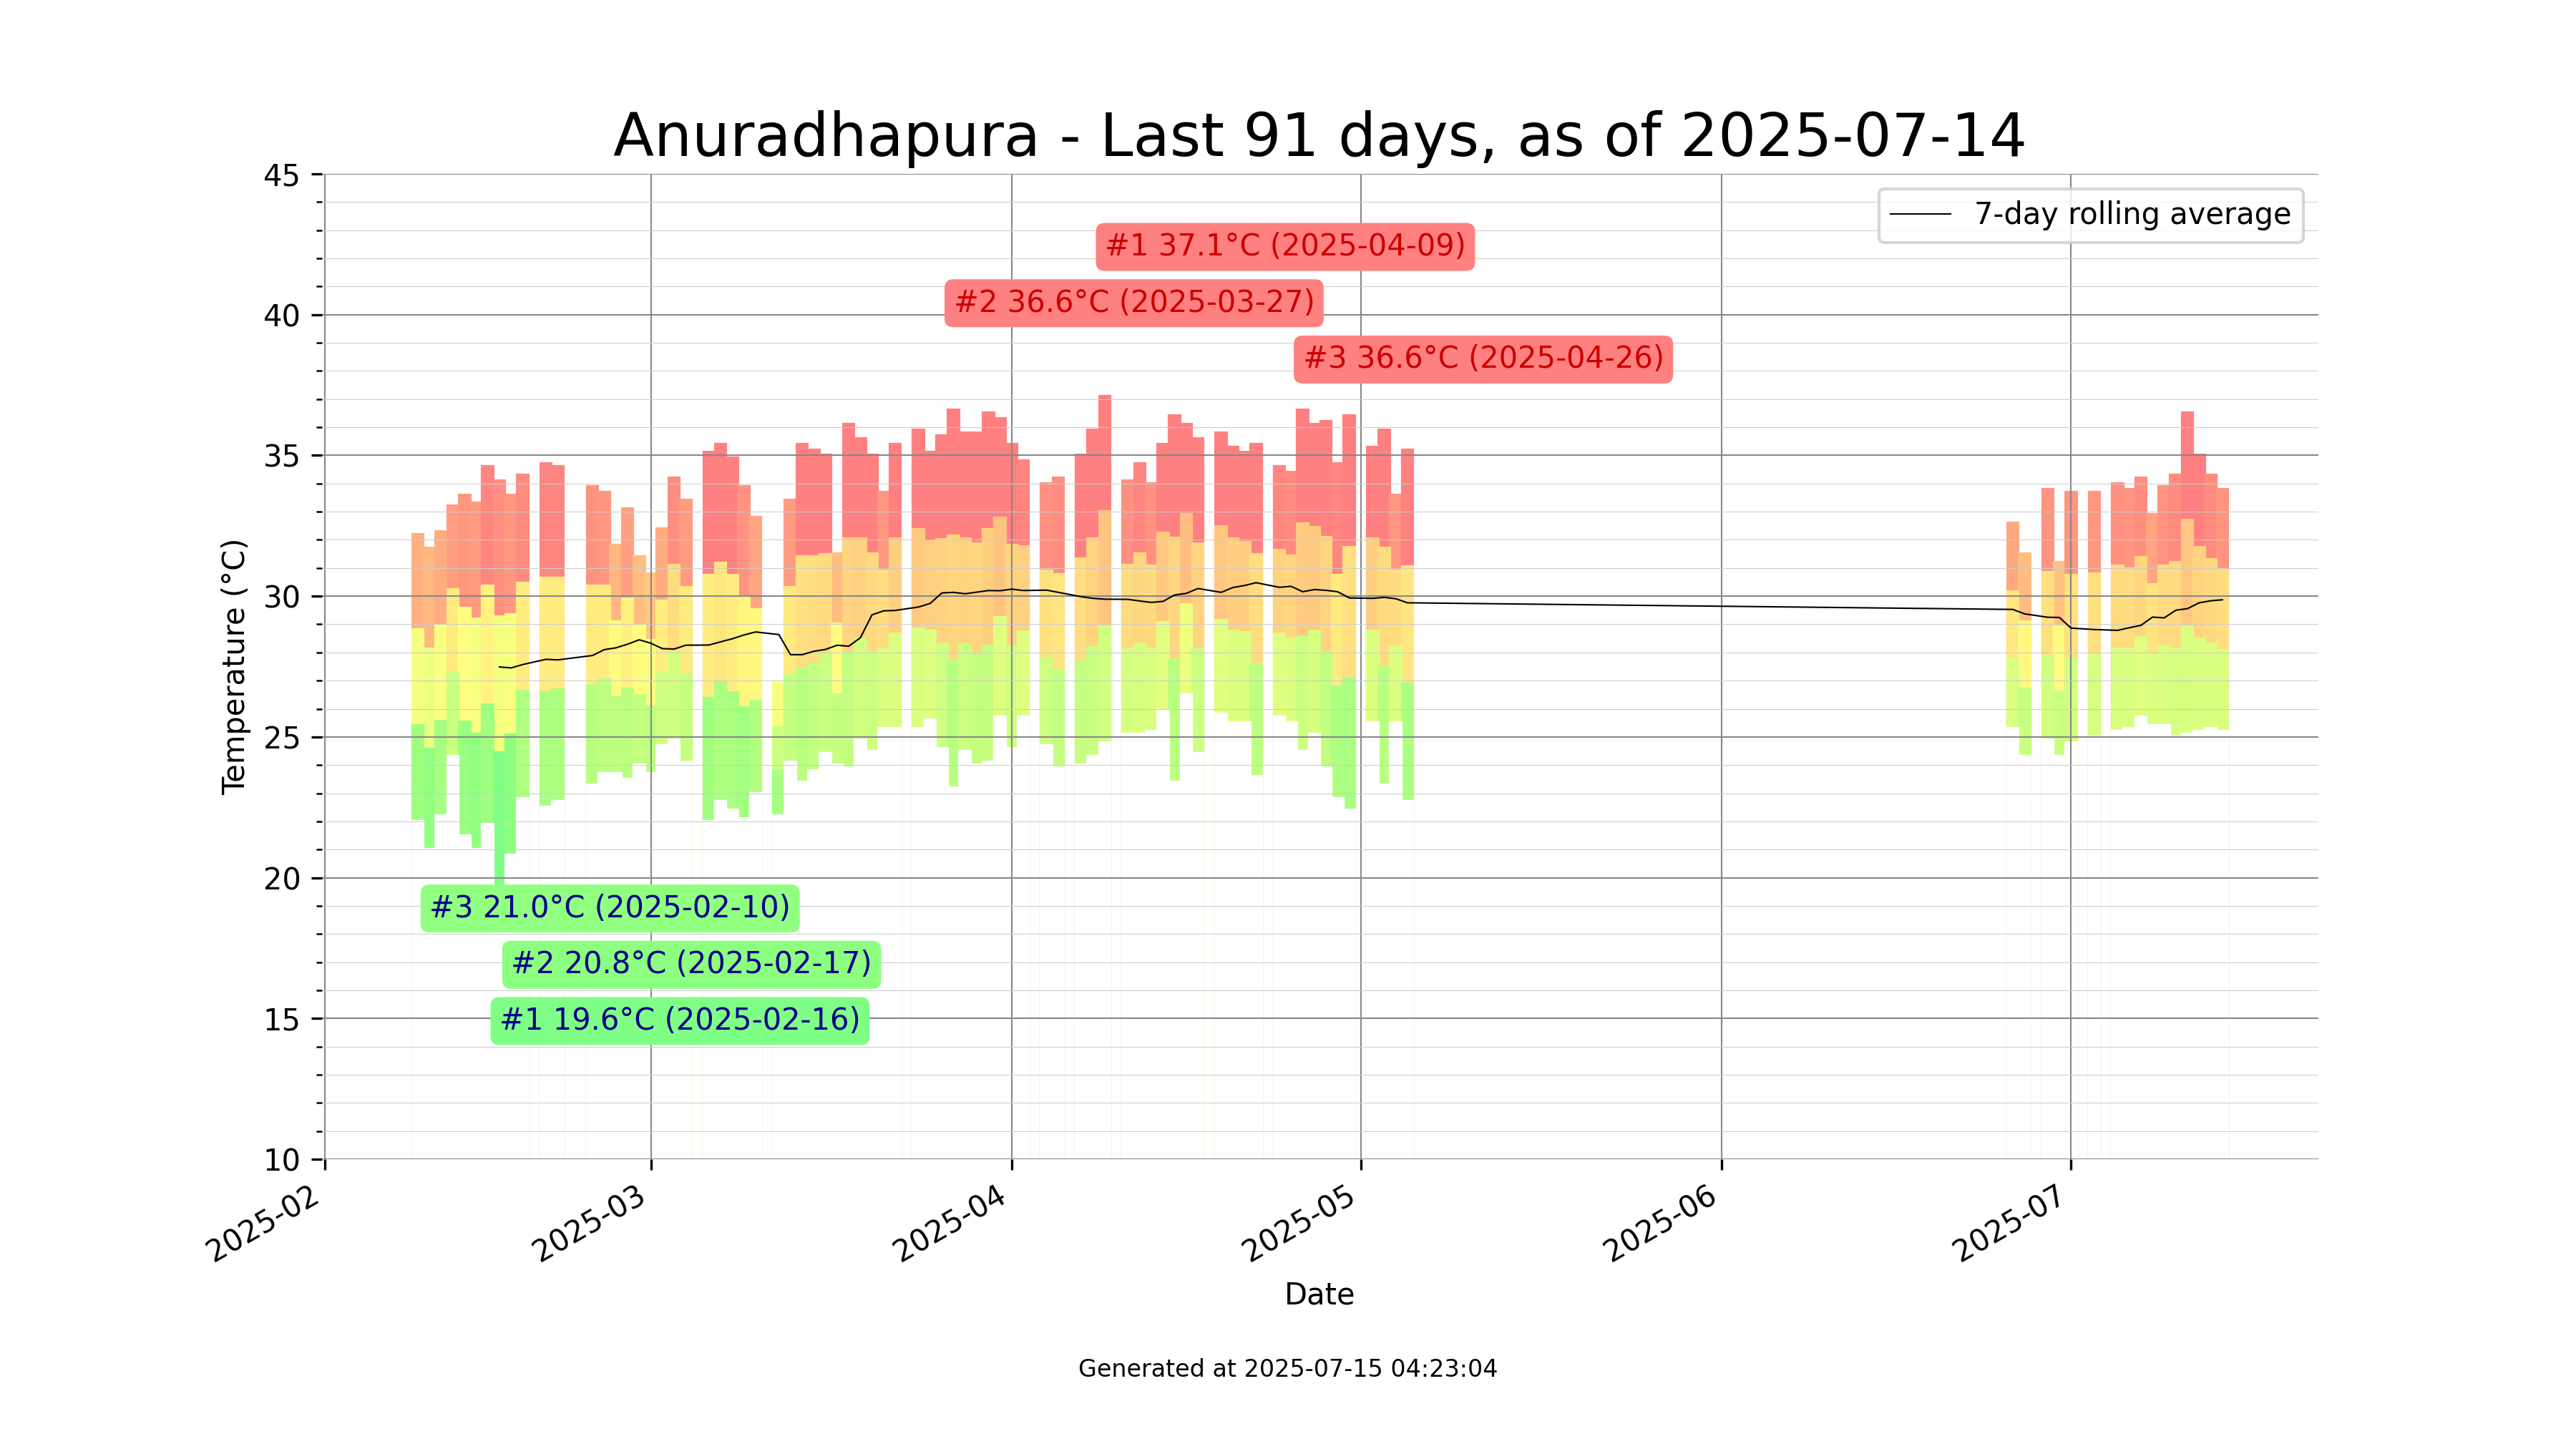 Anuradhapura - Last 91 days, as of 2025-07-14
7-day rolling average
#1 37.1°C (2025-04-09)
#2 36.6°C (2025-03-27)
#3 36.6°C (2025-04-26)
45
40
35
30
25
20
15
10
Temperature (°C)
#3 21.0°C (2025-02-10)
#2 20.8°C (2025-02-17)
#1 19.6°C (2025-02-16)
2025-02
2025-03
2025-04
2025-05
2025-06
2025-07
Date
Generated at 2025-07-15 04:23:04